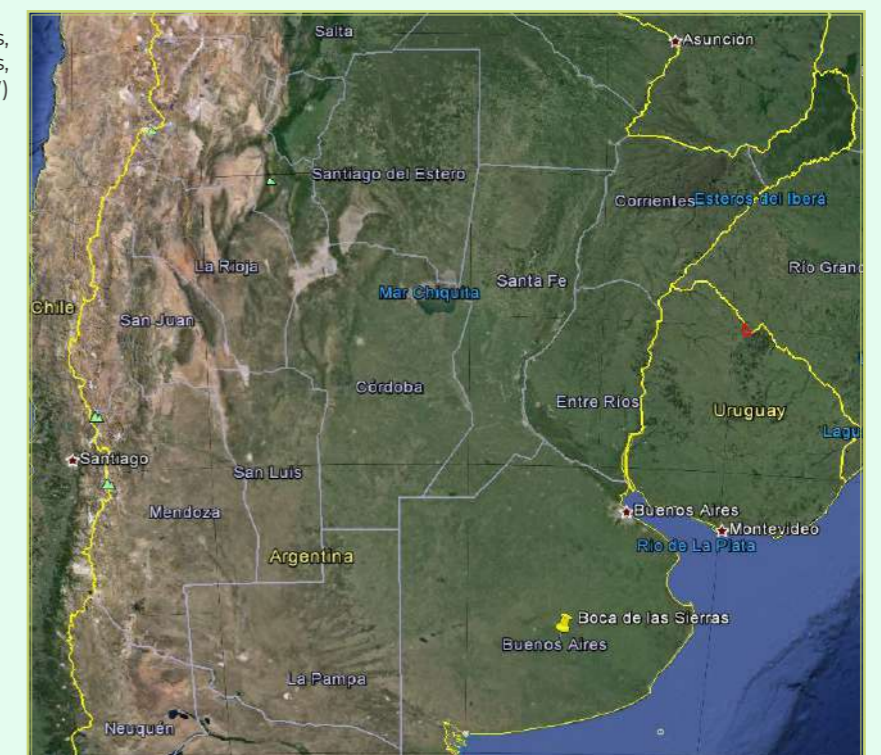 s,
s,
")
Salta
Asunción
Santiago del Estero
Corrientes
Esteros del Iberá
La Rioja
Santa Fe
Río Grand
Mar Chiquita
Chile
San Juan
Córdoba
Entre Ríos
Uruguay
Lagu
Santiago
San Luis
Mendoza
Buenos Aires
Montevideo
Río de La Plata
Argentina
Boca de las Sierras
Buenos Aires
La Pampa
Neuquén